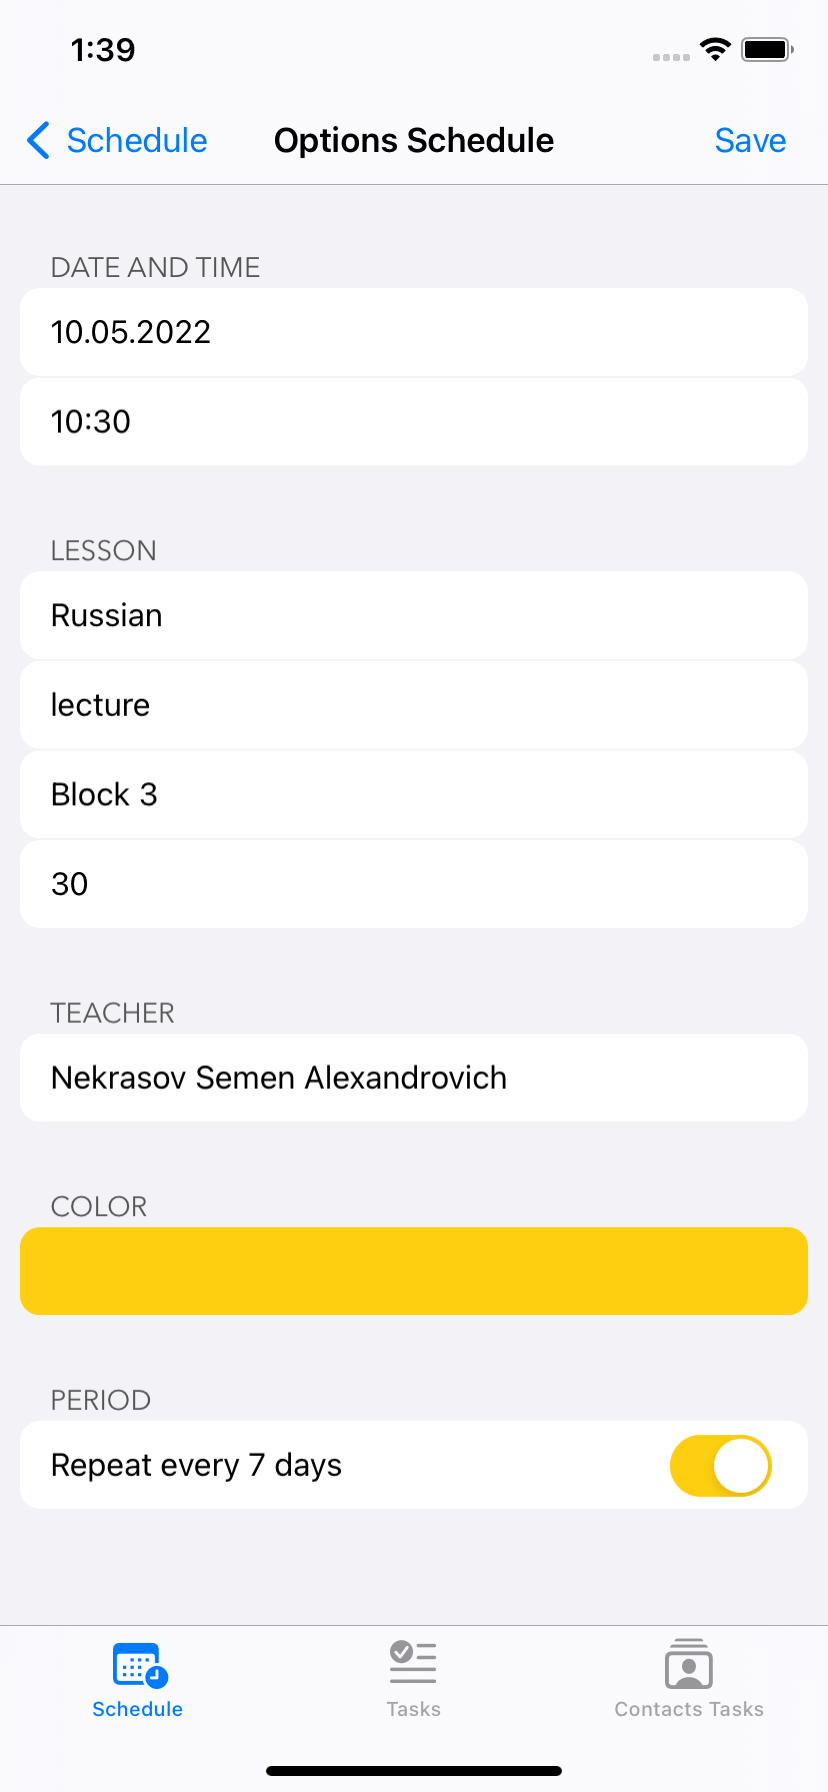 1:39
Schedule
Options Schedule
Save
DATE AND TIME
10.05.2022
10:30
LESSON
Russian
lecture
Block 3
30
TEACHER
Nekrasov Semen Alexandrovich
COLOR
PERIOD
Repeat every 7 days
Schedule
Tasks
Contacts Tasks